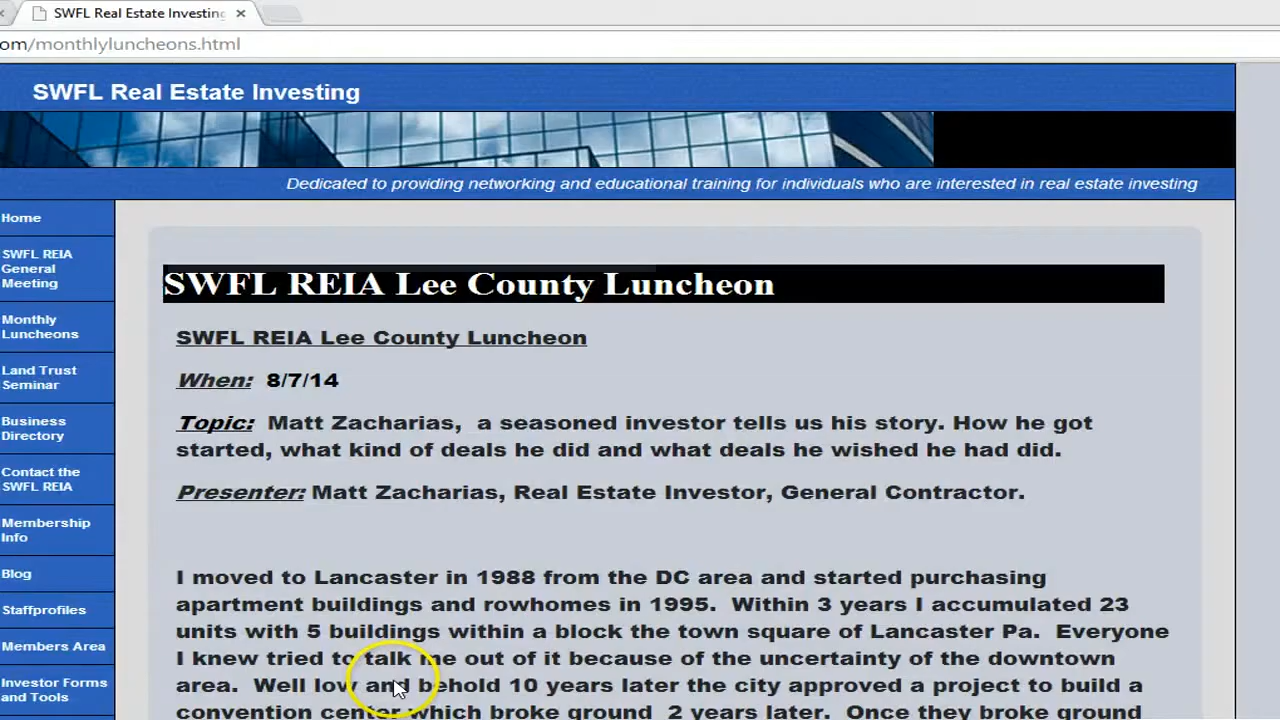 SWFL Real Estate Investing
om/monthlyluncheons.html
SWFL Real Estate Investing
Dedicated to providing networking and educational training for individuals who are interested in real estate investing
Home
SWFL REIA
General
Meeting
Monthly
Luncheons
Land Trust
Seminar
Business
Directory
Contact the
SWFL REIA
Membership
Info
Blog
Staffprofiles
Members Area
Investor Forms
and Tools
SWFL REIA Lee County Luncheon
SWFL REIA Lee County Luncheon
When: 8/7/14
Topic: Matt Zacharias, a seasoned investor tells us his story. How he got
started, what kind of deals he did and what deals he wished he had did.
Presenter: Matt Zacharias, Real Estate Investor, General Contractor.
I moved to Lancaster in 1988 from the DC area and started purchasing
apartment buildings and rowhomes in 1995. Within 3 years I accumulated 23
units with 5 buildings within a block the town square of Lancaster Pa. Everyone
I knew tried to talk me out of it because of the uncertainty of the downtown
area. Well low and behold 10 years later the city approved a project to build a
convention center which broke ground 2 years later. Once they broke ground